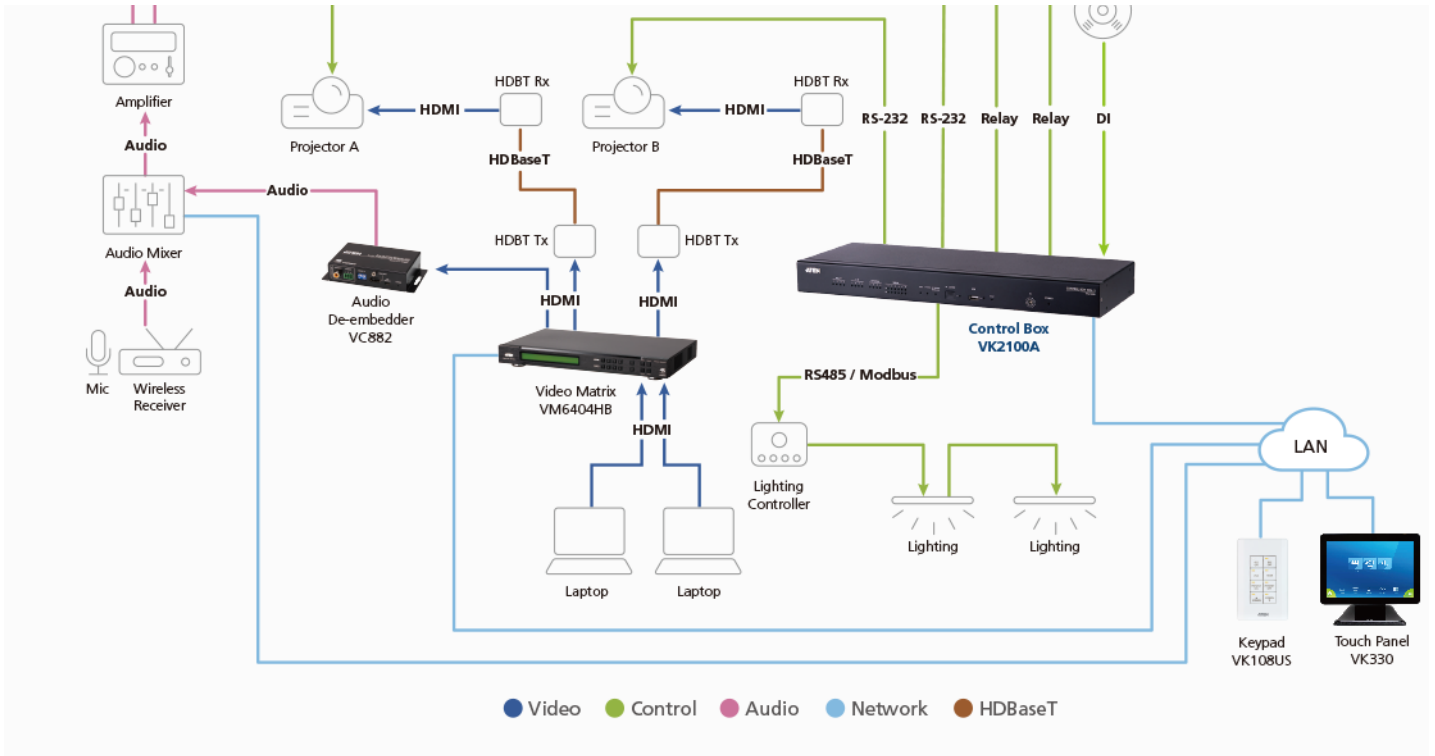 HDBT Rx
HDBT Rx
Amplifier
HDMI
HDMI
RS-232
RS-232
Relay
Relay
DI
Audio
Projector A
Projector B
HDBaseT
HDBaseT
Audio
Audio Mixer
HDBT Tx
HDBT Tx
Audio
Audio
De-embedder
VC882
HDMI
HDMI
ATEN
Control Box
VK2100A
Mic
Wireless
Receiver
Video Matrix
VM6404HB
RS485 / Modbus
HDMI
LAN
Lighting
Controller
Lighting
Lighting
Laptop
Laptop
Keypad
VK108US
Touch Panel
VK330
Video
Control
Audio
Network
HDBaseT